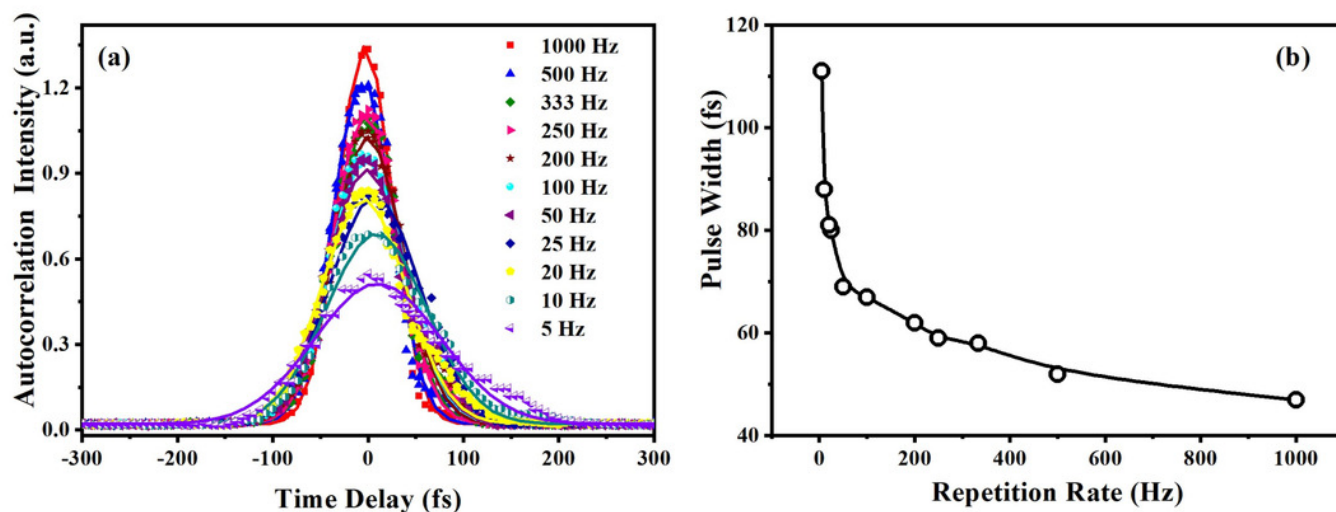 (a)
1000 Hz
500 Hz
333 Hz
250 Hz
200 Hz
100 Hz
50 Hz
25 Hz
20 Hz
10 Hz
5 Hz
Autocorrelation Intensity (a.u.)
1.2
0.9
0.6
0.3
0.0
-300 -200 -100 0 100 200 300
Time Delay (fs)
(b)
Pulse Width (fs)
120
100
80
60
40
0 200 400 600 800 1000
Repetition Rate (Hz)